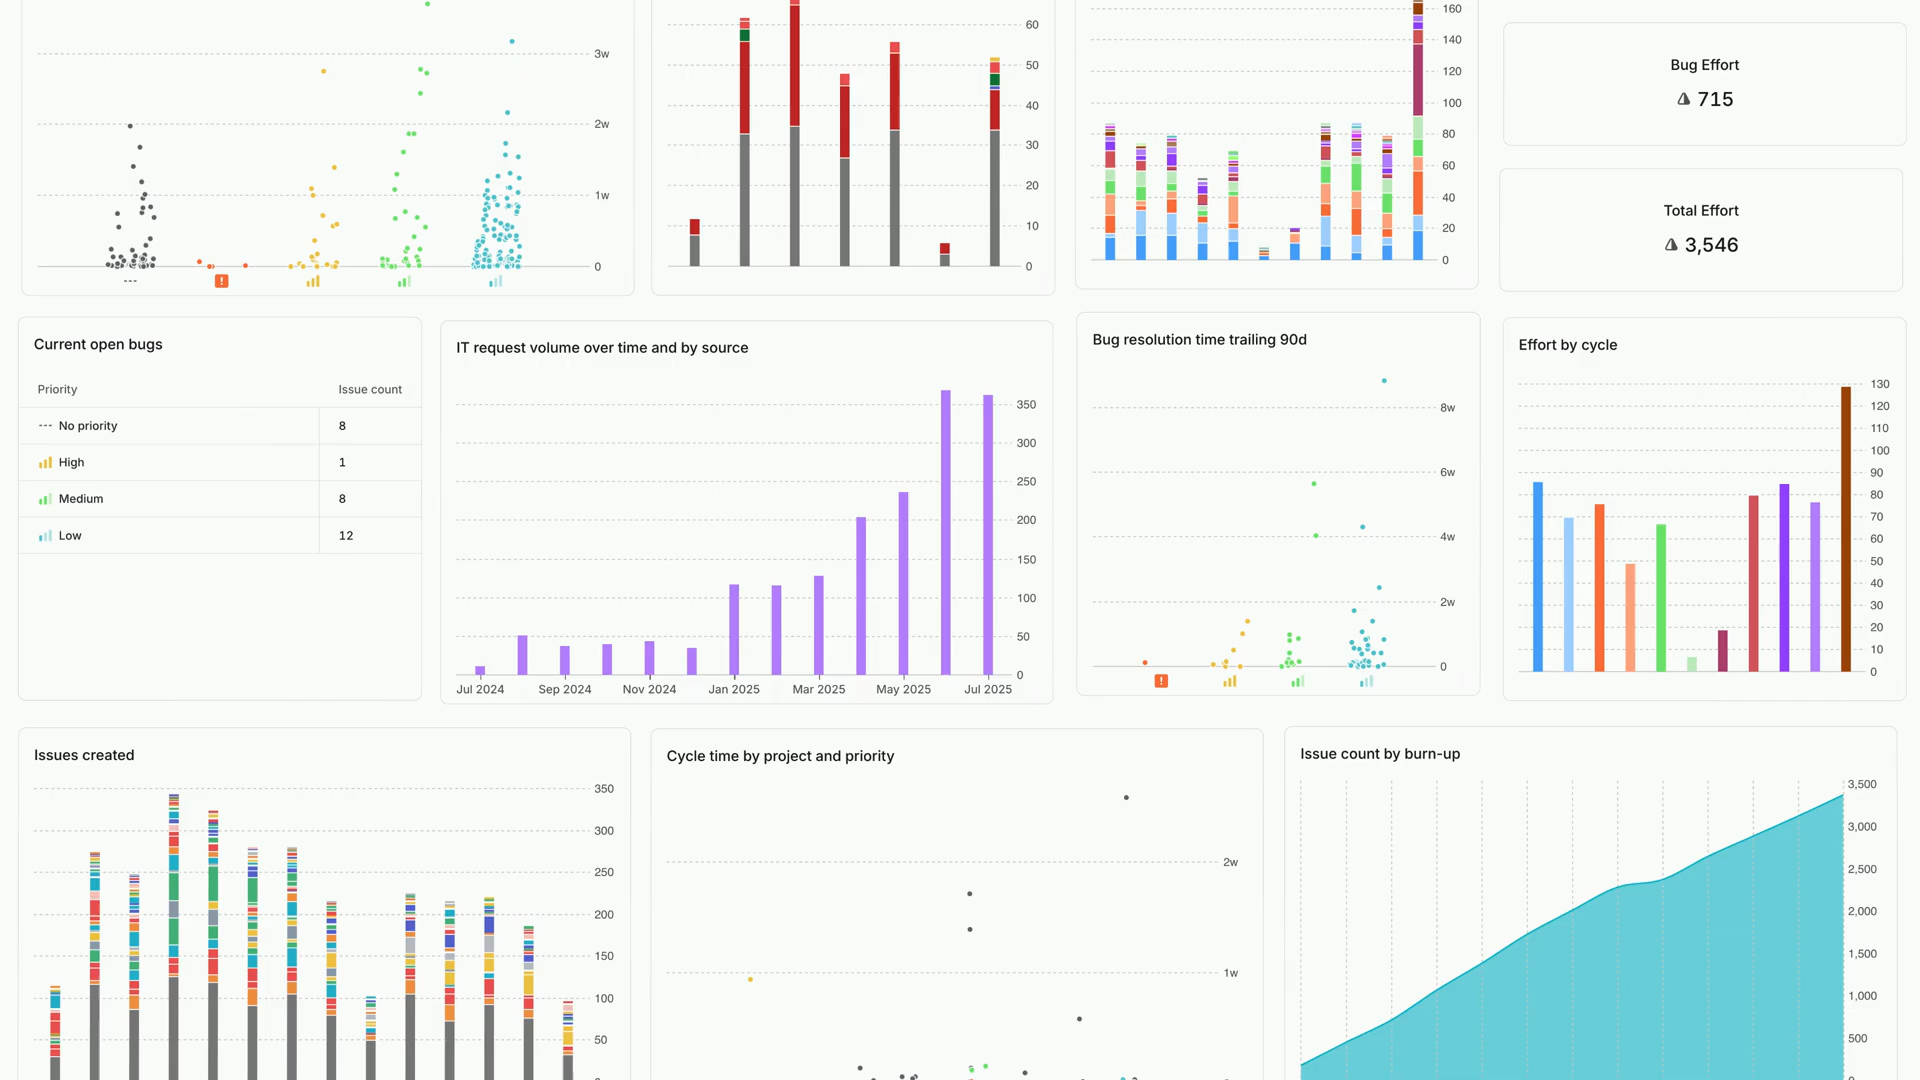 3w
2w
1w
0
---
!
60
50
40
30
20
10
0
160
140
120
100
80
60
40
20
0
Bug Effort
715
Total Effort
3,546
Current open bugs
Priority Issue count
--- No priority 8
High 1
Medium 8
Low 12
IT request volume over time and by source
350
300
250
200
150
100
50
0
Jul 2024 Sep 2024 Nov 2024 Jan 2025 Mar 2025 May 2025 Jul 2025
Bug resolution time trailing 90d
8w
6w
4w
2w
0
!
Effort by cycle
130
120
110
100
90
80
70
60
50
40
30
20
10
0
Issues created
350
300
250
200
150
100
50
Cycle time by project and priority
2w
1w
Issue count by burn-up
3,500
3,000
2,500
2,000
1,500
1,000
500